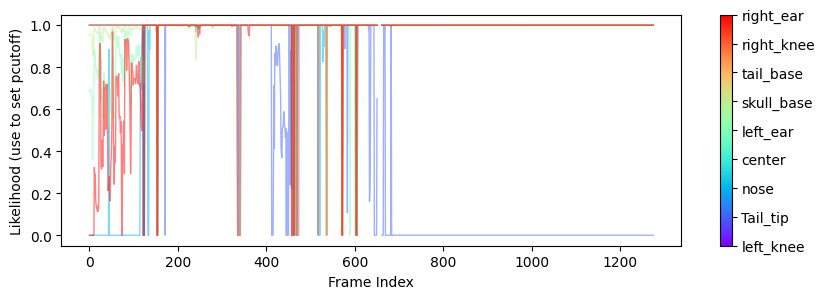 Likelihood (use to set pcutoff)
1.0
0.8
0.6
0.4
0.2
0.0
0
200
400
600
800
1000
1200
Frame Index
right_ear
right_knee
tail_base
skull_base
left_ear
center
nose
Tail_tip
left_knee